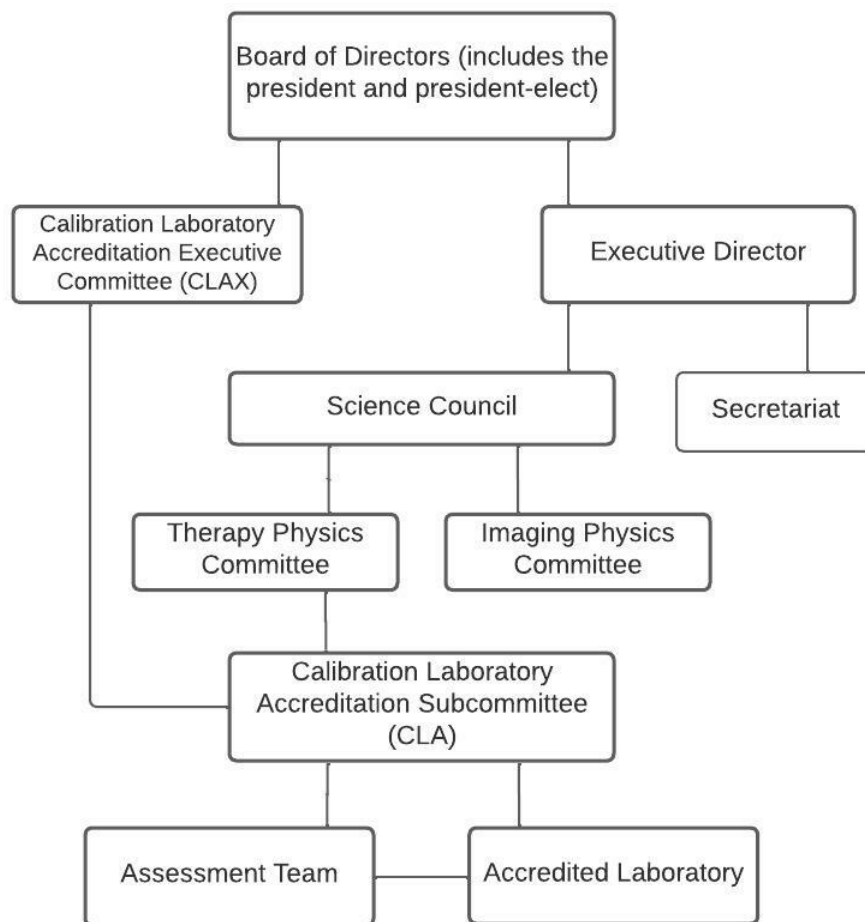 Board of Directors (includes the
president and president-elect)
Calibration Laboratory
Accreditation Executive
Committee (CLAX)
Executive Director
Science Council
Secretariat
Therapy Physics
Committee
Imaging Physics
Committee
Calibration Laboratory
Accreditation Subcommittee
(CLA)
Assessment Team
Accredited Laboratory